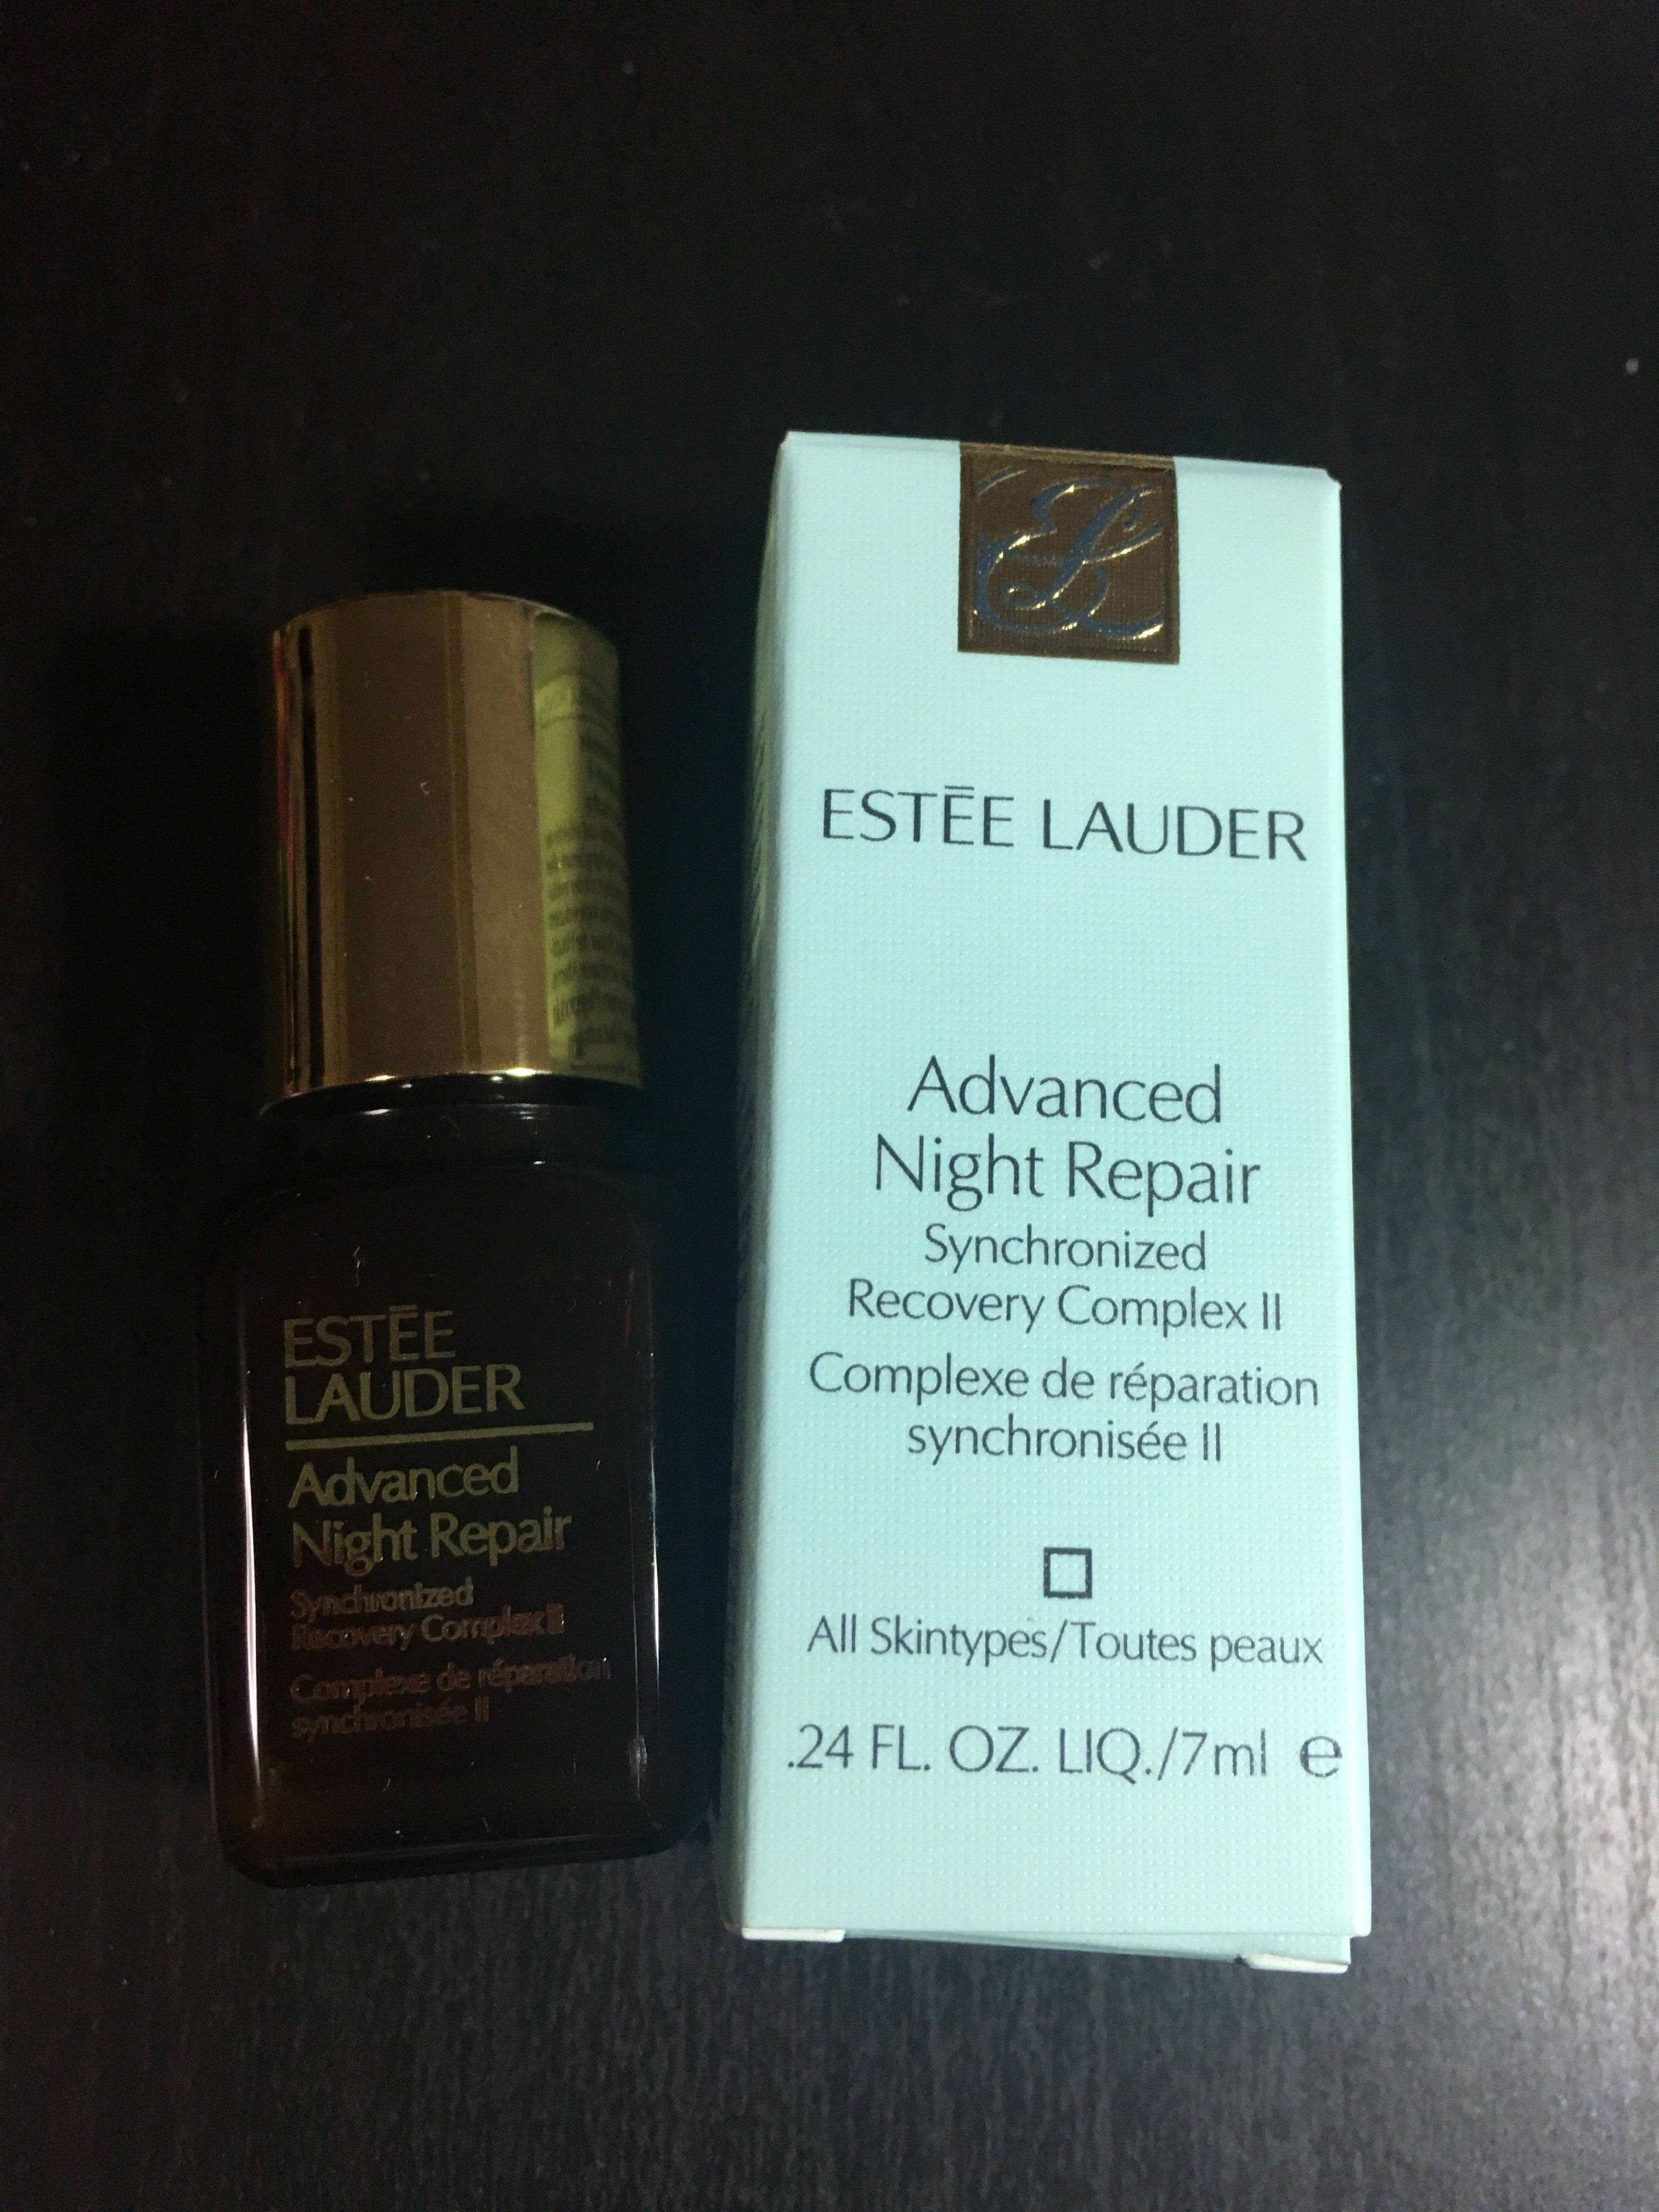 ESTĒE
LAUDER
Advanced
Night Repair
Synchronized
Recovery Complex II
Complexe de réparation
synchronisée II
EL
ESTĒE LAUDER
Advanced
Night Repair
Synchronized
Recovery Complex II
Complexe de réparation
synchronisée II
All Skintypes/Toutes peaux
.24 FL. OZ. LIQ./7ml ℮